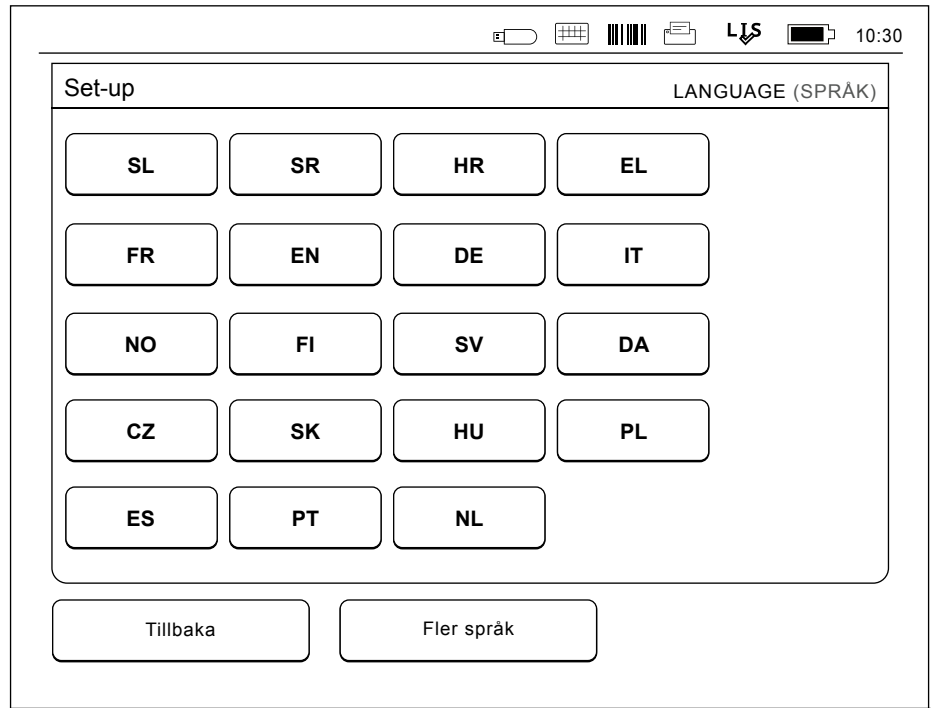 LIS 10:30
Set-up LANGUAGE (SPRÅK)
SL SR HR EL
FR EN DE IT
NO FI SV DA
CZ SK HU PL
ES PT NL
Tillbaka Fler språk